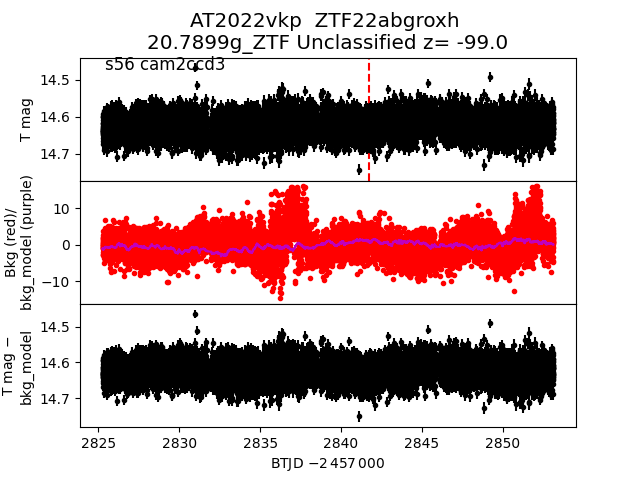 AT2022vkp  ZTF22abgroxh
20.7899g_ZTF Unclassified z= -99.0
s56 cam2ccd3
T mag
14.5
14.6
14.7
Bkg (red)/
bkg_model (purple)
10
0
−10
T mag −
bkg_model
14.5
14.6
14.7
2825 2830 2835 2840 2845 2850
BTJD −2 457 000